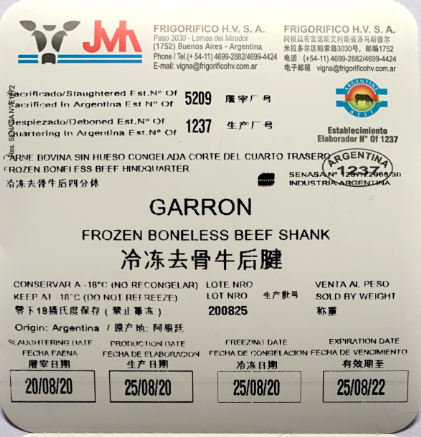 JVh
FRIGORIFICO H.V. S. A.
Paso 3030 - Lomas del Mirador
(1752) Buenos Aires - Argentina
Phone / Tel.(+ 54-11) 4699-2882/4699-4424
E-Mail: vigna@frigorificohv.com.ar
FRIGORIFICO H.V. S. A.
阿根廷布宜诺斯艾利斯省洛马斯德尔
米拉多尔区帕索路3030号, 邮编1752
电话 (+54-11) 4699-2882/4699-4424
电子邮箱 vigna@frigorificohv.com.ar
Sacrificado/Slaughtered Est.Nº Of
Sacrificed In Argentina Est.Nº Of
5209 屠宰厂号
Despiezado/Deboned Est.Nº Of
Quartering In Argentina Est.Nº Of
1237 生产厂号
ARGENTINE BEEF
Establecimiento
Elaborador Nº Of 1237
CARNE BOVINA SIN HUESO CONGELADA CORTE DEL CUARTO TRASERO
FROZEN BONELESS BEEF HINDQUARTER
冷冻去骨牛后四分体
ARGENTINA
1237
SENASA Nº
INDUSTRIA ARGENTINA
GARRON
FROZEN BONELESS BEEF SHANK
冷冻去骨牛后腱
CONSERVAR A -18°C (NO RECONGELAR)
KEEP AT -18°C (DO NOT REFREEZE)
零下18摄氏度保存 (禁止重冻)
LOTE NRO
LOT NRO 生产批号
200825
VENTA AL PESO
SOLD BY WEIGHT
称重
Origin: Argentina / 原产地: 阿根廷
SLAUGHTERING DATE
FECHA FAENA
屠宰日期
20/08/20
PRODUCTION DATE
FECHA DE ELABORACION
生产日期
25/08/20
FREEZING DATE
FECHA DE CONGELACION
冷冻日期
25/08/20
EXPIRATION DATE
FECHA DE VENCIMIENTO
有效期至
25/08/22